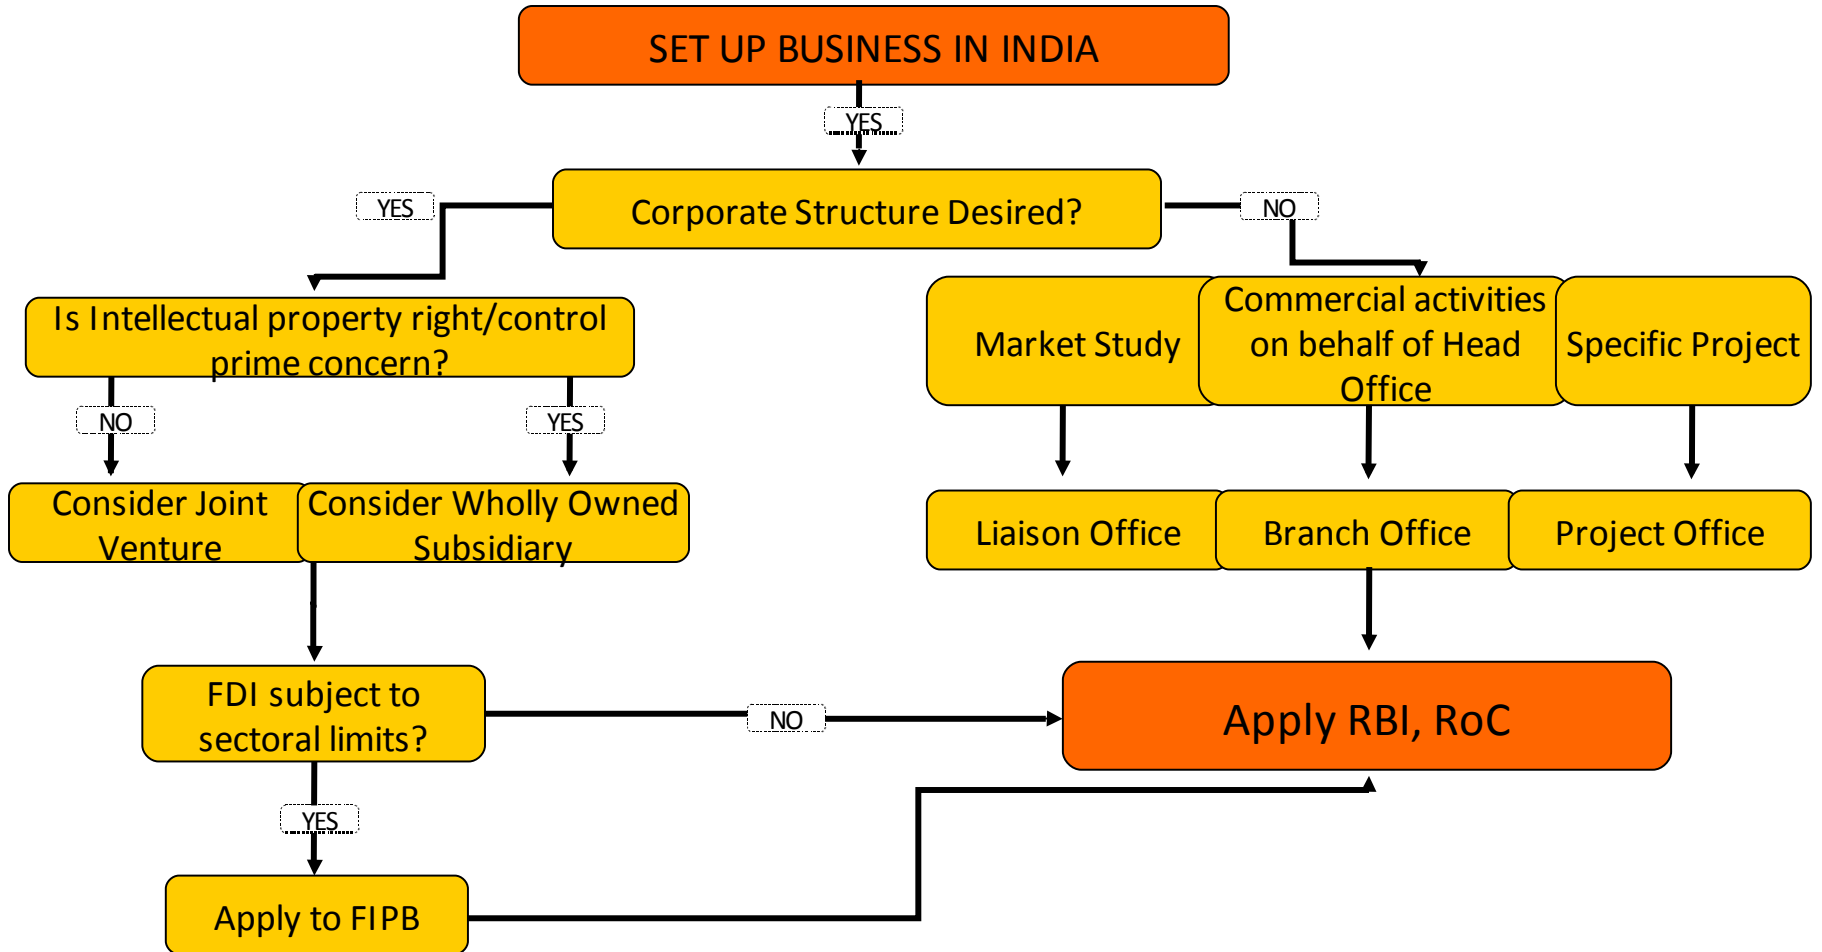 SET UP BUSINESS IN INDIA
YES
Corporate Structure Desired?
YES
NO
Is Intellectual property right/control
prime concern?
Market Study
Commercial activities
on behalf of Head
Office
Specific Project
NO
YES
Consider Joint
Venture
Consider Wholly Owned
Subsidiary
Liaison Office
Branch Office
Project Office
FDI subject to
sectoral limits?
NO
Apply RBI, RoC
YES
Apply to FIPB